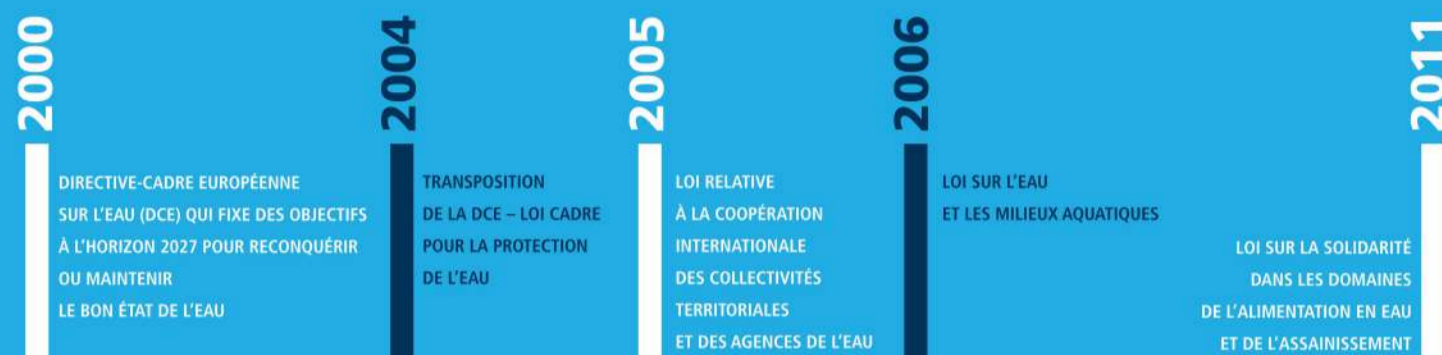 2000
DIRECTIVE-CADRE EUROPÉENNE
SUR L'EAU (DCE) QUI FIXE DES OBJECTIFS
À L'HORIZON 2027 POUR RECONQUÉRIR
OU MAINTENIR
LE BON ÉTAT DE L'EAU
2004
TRANSPOSITION
DE LA DCE – LOI CADRE
POUR LA PROTECTION
DE L'EAU
2005
LOI RELATIVE
À LA COOPÉRATION
INTERNATIONALE
DES COLLECTIVITÉS
TERRITORIALES
ET DES AGENCES DE L'EAU
2006
LOI SUR L'EAU
ET LES MILIEUX AQUATIQUES
2011
LOI SUR LA SOLIDARITÉ
DANS LES DOMAINES
DE L'ALIMENTATION EN EAU
ET DE L'ASSAINISSEMENT